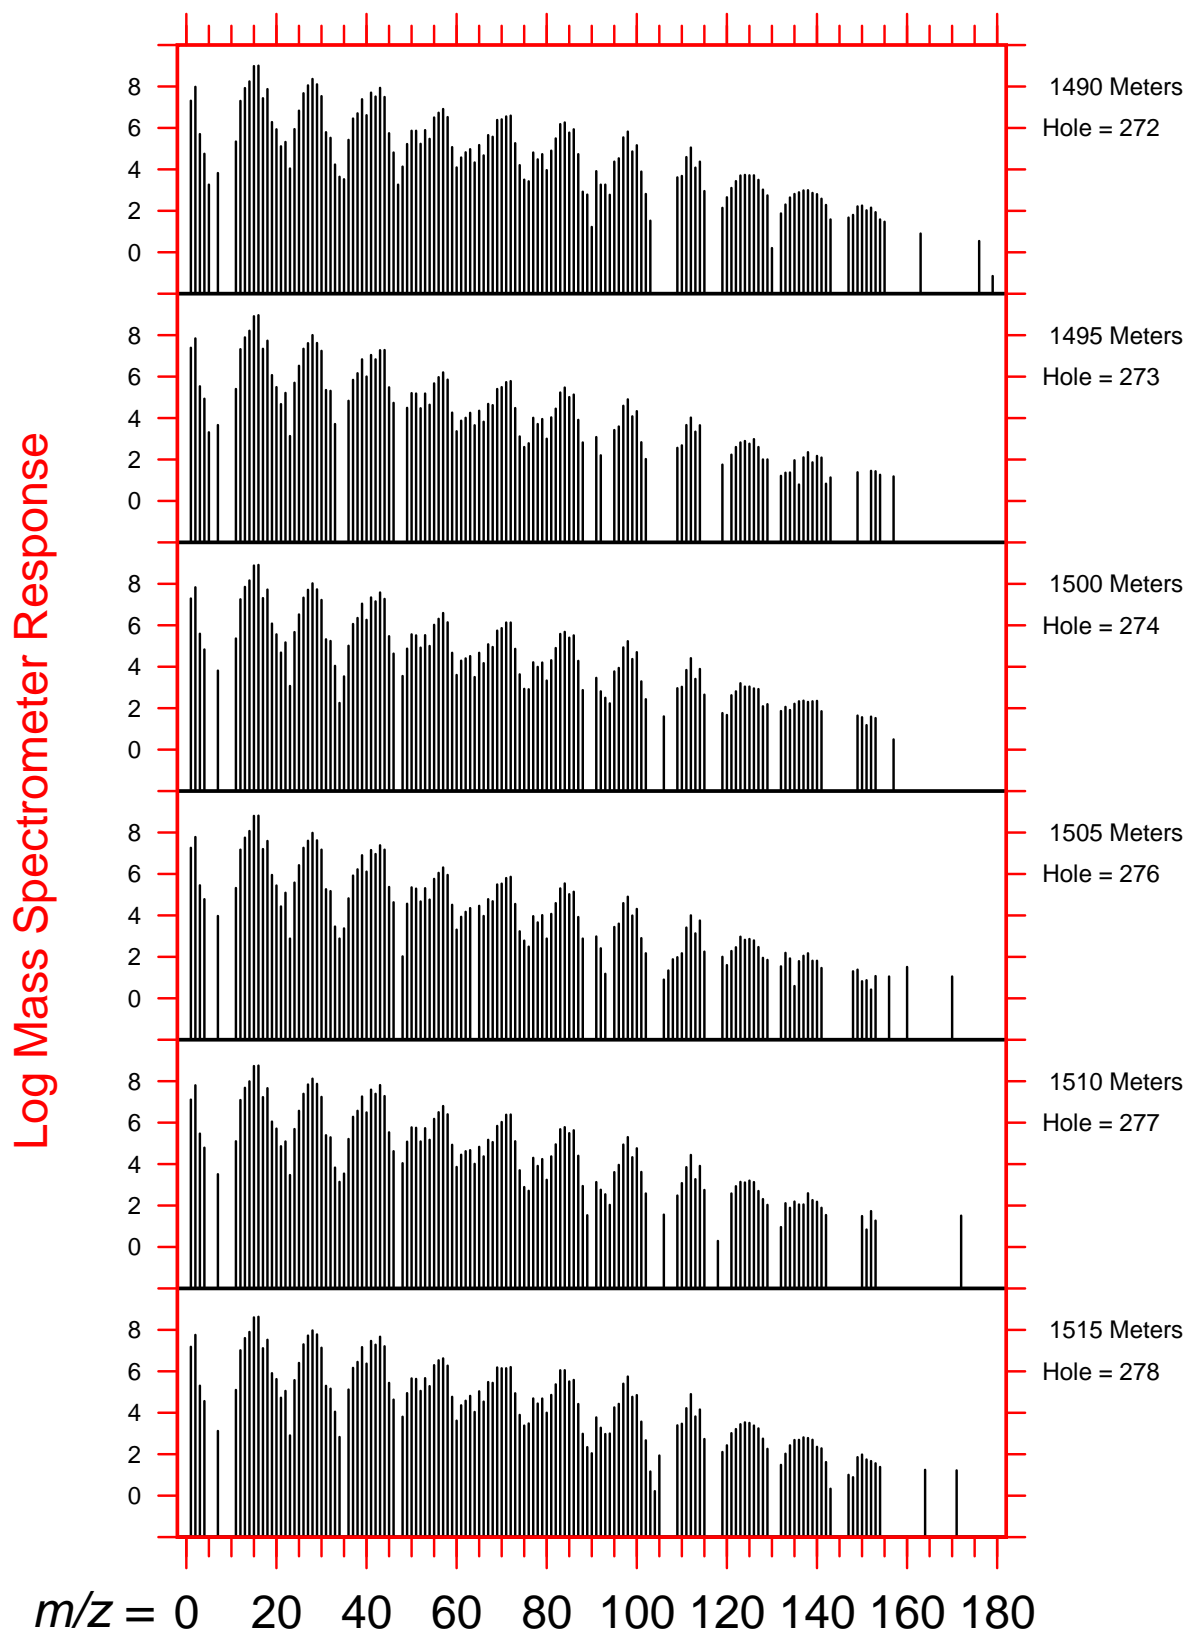 Log Mass Spectrometer Response
8
6
4
2
0
1490 Meters
Hole = 272
8
6
4
2
0
1495 Meters
Hole = 273
8
6
4
2
0
1500 Meters
Hole = 274
8
6
4
2
0
1505 Meters
Hole = 276
8
6
4
2
0
1510 Meters
Hole = 277
8
6
4
2
0
1515 Meters
Hole = 278
m/z = 0 20 40 60 80 100 120 140 160 180